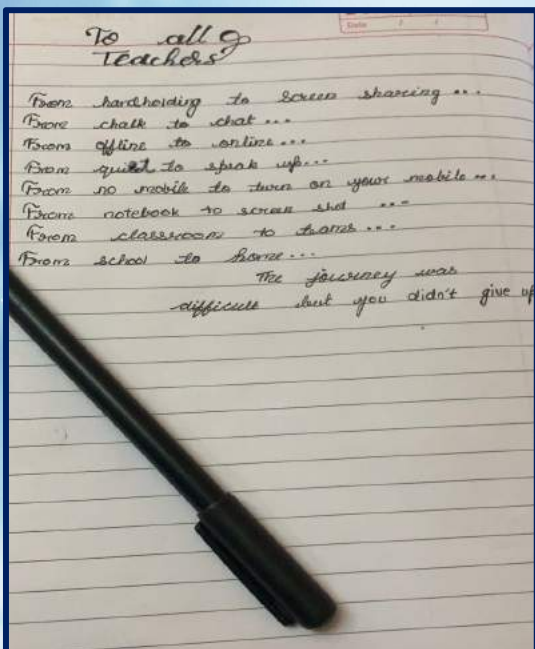 Date / /
To all
Teachers
From handholding to screen sharing...
From chalk to chat...
From offline to online...
From quiet to speak up...
From no mobile to turn on your mobile...
From notebook to screen shot ...
From classroom to teams...
From school to home...
The journey was
difficult but you didn't give up